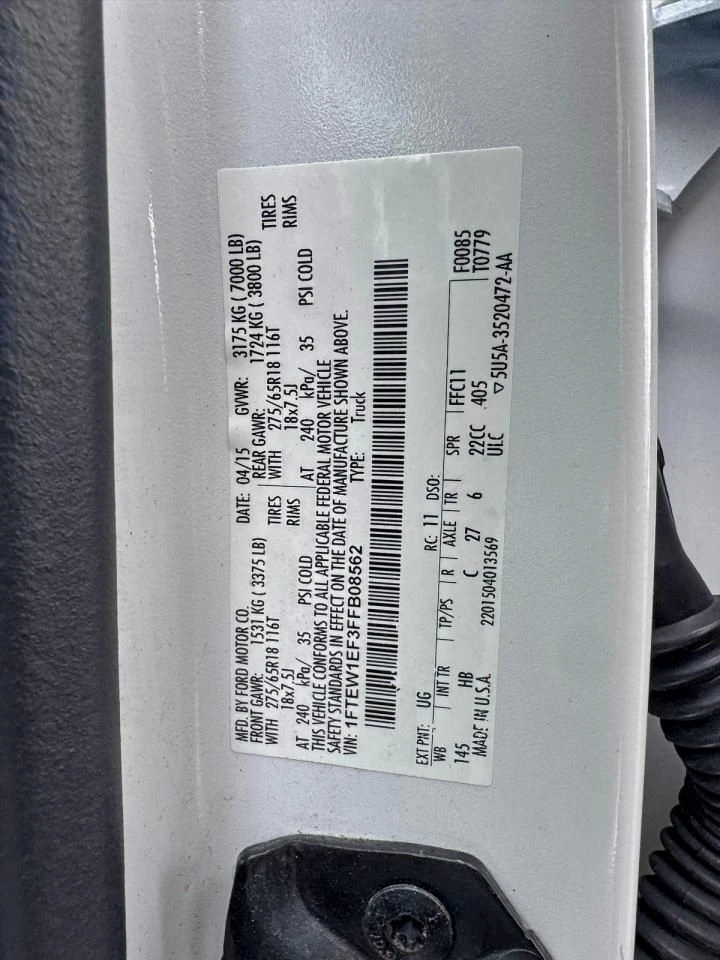 MFD. BY FORD MOTOR CO. DATE: 04/15 GVWR: 3175 KG ( 7000 LB)
FRONT GAWR: 1531 KG ( 3375 LB) REAR GAWR: 1724 KG ( 3800 LB)
WITH 275/65R18 116T TIRES WITH 275/65R18 116T TIRES
18x7.5J RIMS 18x7.5J RIMS
AT 240 kPa/ 35 PSI COLD AT 240 kPa/ 35 PSI COLD
THIS VEHICLE CONFORMS TO ALL APPLICABLE FEDERAL MOTOR VEHICLE
SAFETY STANDARDS IN EFFECT ON THE DATE OF MANUFACTURE SHOWN ABOVE.
VIN: 1FTEW1EF3FFB08562 TYPE: Truck
EXT PNT: UG RC: 11 DSO: F0085
WB INT TR TP/PS R AXLE TR SPR FFC11 T0779
145 HB C 27 6 22CC 405
MADE IN U.S.A. 2201504013569 ULC ▽ 5U5A-3520472-AA